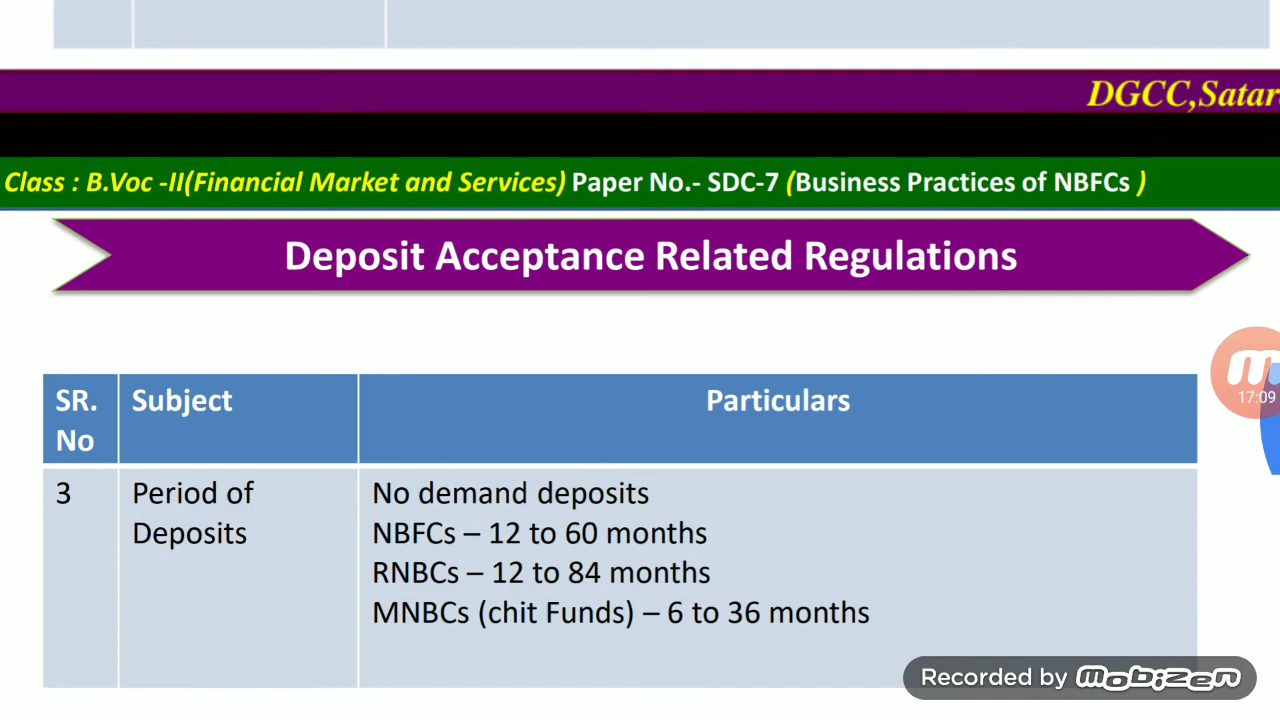 DGCC,Satar
Class : B.Voc -II(Financial Market and Services) Paper No.- SDC-7 (Business Practices of NBFCs )
Deposit Acceptance Related Regulations
SR. No
Subject
Particulars
3
Period of Deposits
No demand deposits
NBFCs – 12 to 60 months
RNBCs – 12 to 84 months
MNBCs (chit Funds) – 6 to 36 months
17:09
Recorded by mobizen